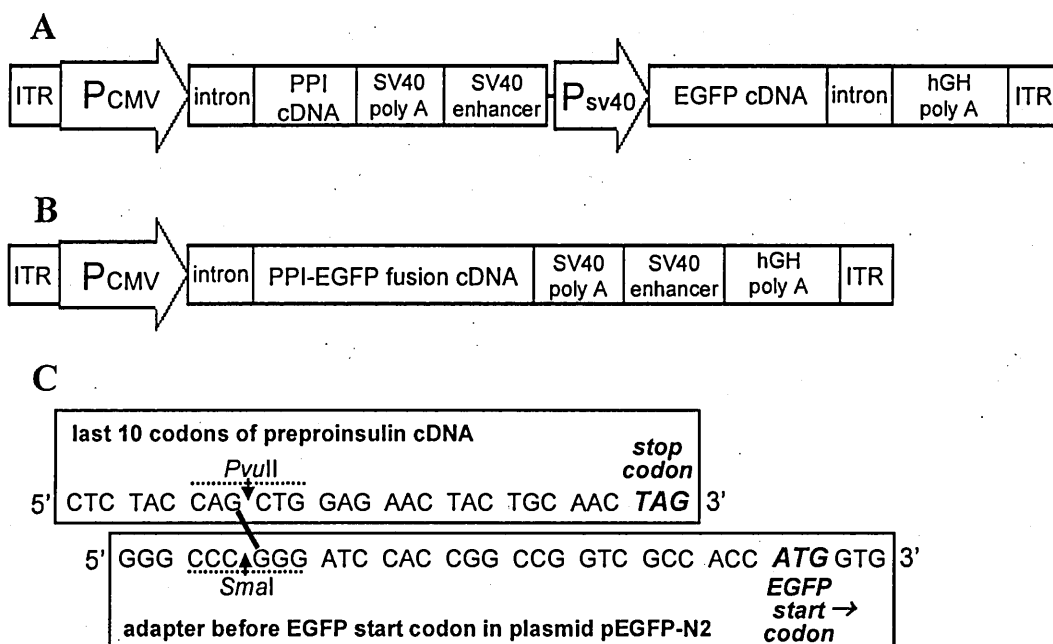 A
ITR PCMV intron PPI cDNA SV40 poly A SV40 enhancer Psv40 EGFP cDNA intron hGH poly A ITR
B
ITR PCMV intron PPI-EGFP fusion cDNA SV40 poly A SV40 enhancer hGH poly A ITR
C
last 10 codons of preproinsulin cDNA
stop codon
PvuII
5' CTC TAC CAG CTG GAG AAC TAC TGC AAC TAG 3'
5' GGG CCC GGG ATC CAC CGG CCG GTC GCC ACC ATG GTG 3'
SmaI
EGFP start → codon
adapter before EGFP start codon in plasmid pEGFP-N2